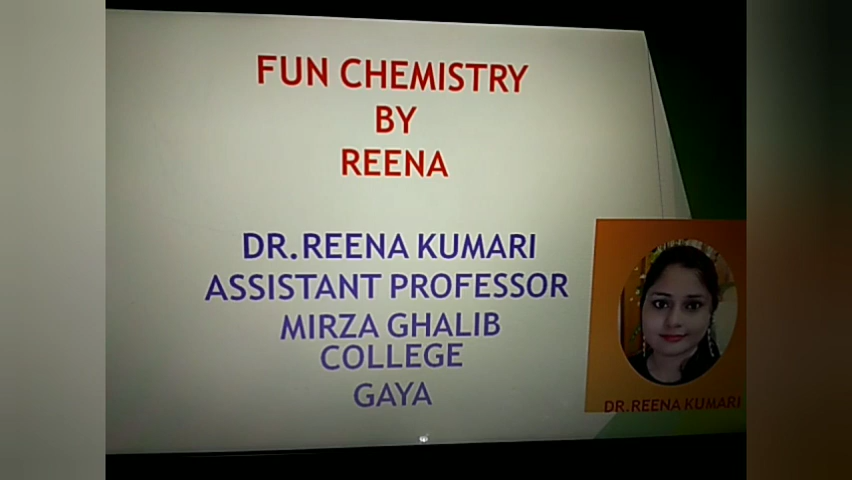 FUN CHEMISTRY
BY
REENA
DR.REENA KUMARI
ASSISTANT PROFESSOR
MIRZA GHALIB
COLLEGE
GAYA
DR.REENA KUMARI